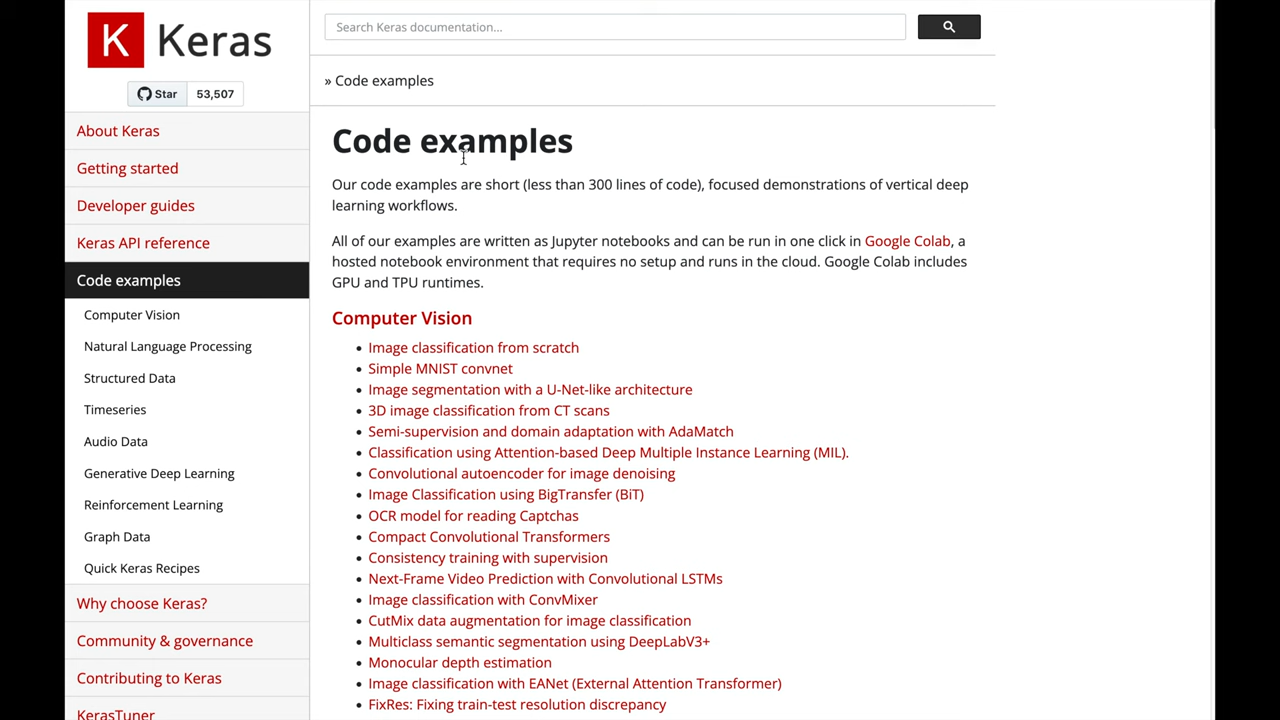 K Keras
Star 53,507
About Keras
Getting started
Developer guides
Keras API reference
Code examples
Computer Vision
Natural Language Processing
Structured Data
Timeseries
Audio Data
Generative Deep Learning
Reinforcement Learning
Graph Data
Quick Keras Recipes
Why choose Keras?
Community & governance
Contributing to Keras
KerasTuner
Search Keras documentation...
» Code examples
Code examples
Our code examples are short (less than 300 lines of code), focused demonstrations of vertical deep
learning workflows.
All of our examples are written as Jupyter notebooks and can be run in one click in Google Colab, a
hosted notebook environment that requires no setup and runs in the cloud. Google Colab includes
GPU and TPU runtimes.
Computer Vision
• Image classification from scratch
• Simple MNIST convnet
• Image segmentation with a U-Net-like architecture
• 3D image classification from CT scans
• Semi-supervision and domain adaptation with AdaMatch
• Classification using Attention-based Deep Multiple Instance Learning (MIL).
• Convolutional autoencoder for image denoising
• Image Classification using BigTransfer (BiT)
• OCR model for reading Captchas
• Compact Convolutional Transformers
• Consistency training with supervision
• Next-Frame Video Prediction with Convolutional LSTMs
• Image classification with ConvMixer
• CutMix data augmentation for image classification
• Multiclass semantic segmentation using DeepLabV3+
• Monocular depth estimation
• Image classification with EANet (External Attention Transformer)
• FixRes: Fixing train-test resolution discrepancy